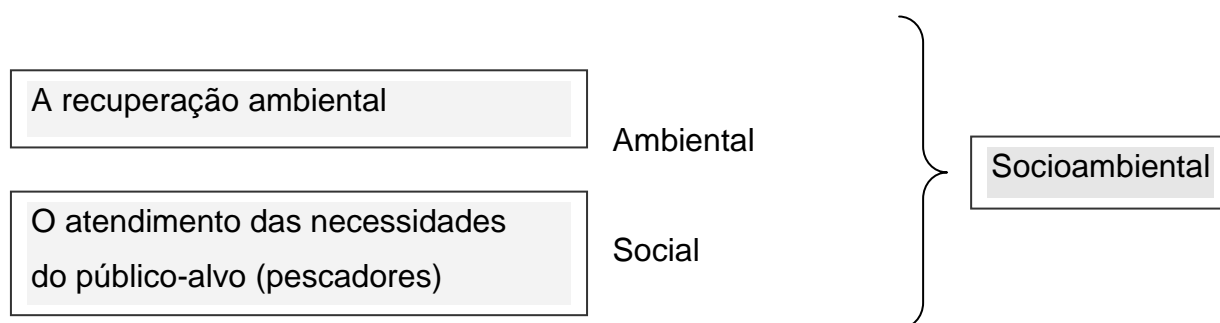 A recuperação ambiental
Ambiental
Socioambiental
O atendimento das necessidades
do público-alvo (pescadores)
Social